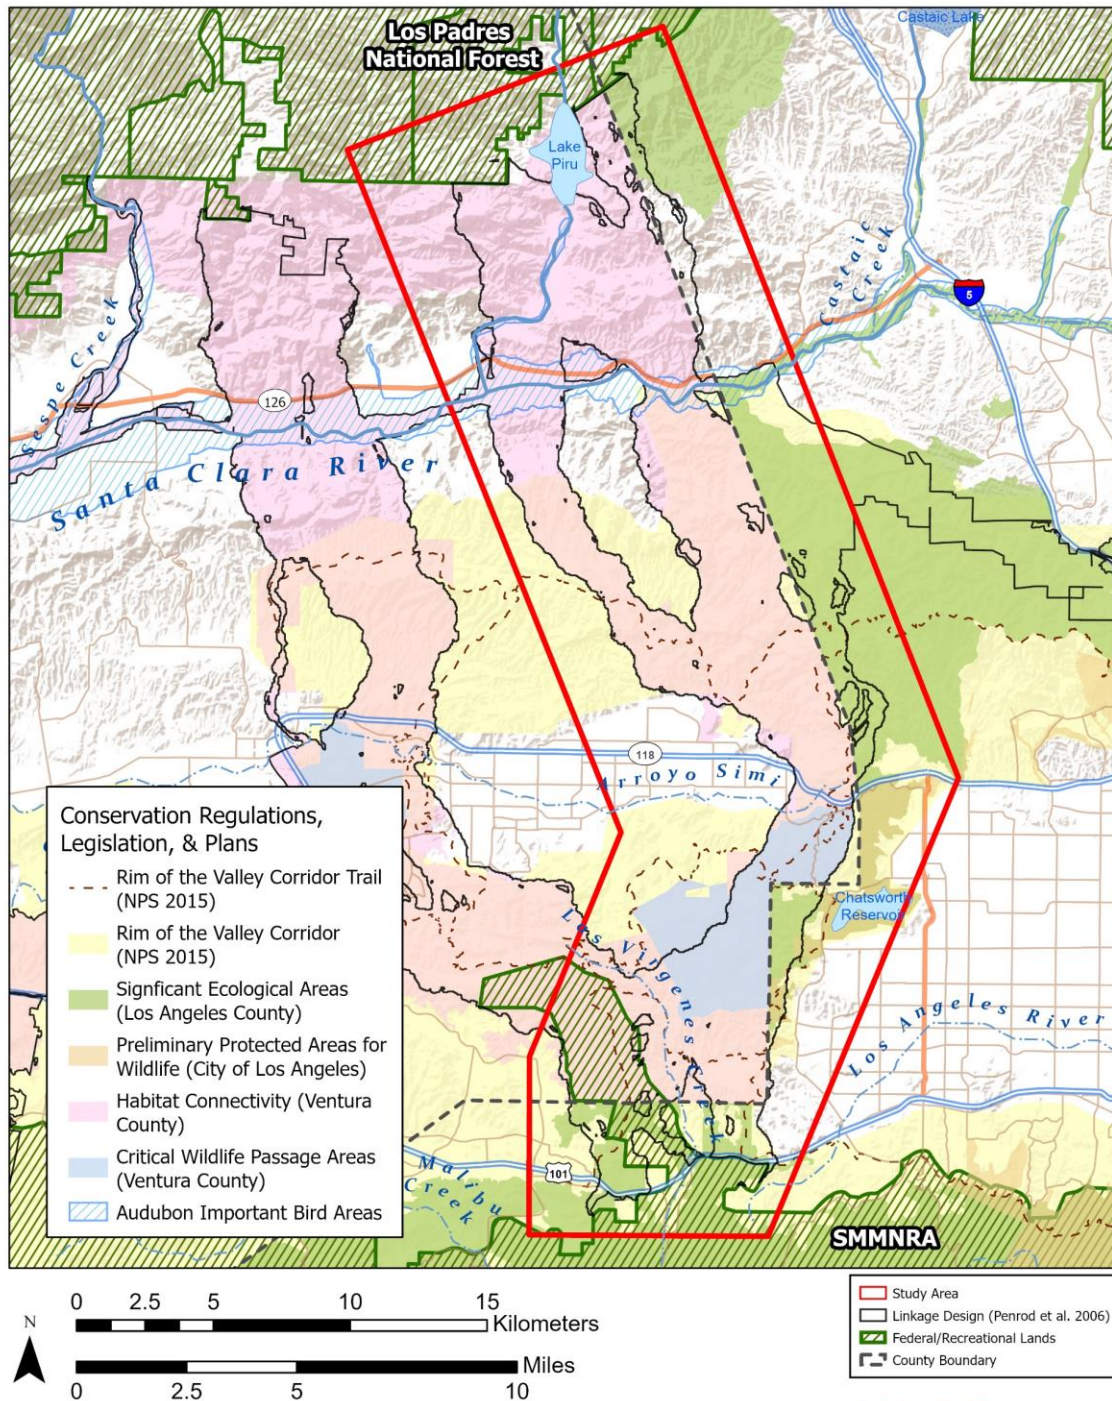 Los Padres
National Forest
Castaic Lake
Lake
Piru
Castaic
Creek
5
Sespe Creek
126
Santa Clara River
118
Arroyo Simi
Chatsworth
Reservoir
Las Virgenes Creek
Los Angeles River
Malibu
Creek
101
SMMNRA
Conservation Regulations,
Legislation, & Plans
Rim of the Valley Corridor Trail
(NPS 2015)
Rim of the Valley Corridor
(NPS 2015)
Signficant Ecological Areas
(Los Angeles County)
Preliminary Protected Areas for
Wildlife (City of Los Angeles)
Habitat Connectivity (Ventura
County)
Critical Wildlife Passage Areas
(Ventura County)
Audubon Important Bird Areas
0 2.5 5 10 15
Kilometers
N
Miles
0 2.5 5 10
Study Area
Linkage Design (Penrod et al. 2006)
Federal/Recreational Lands
County Boundary